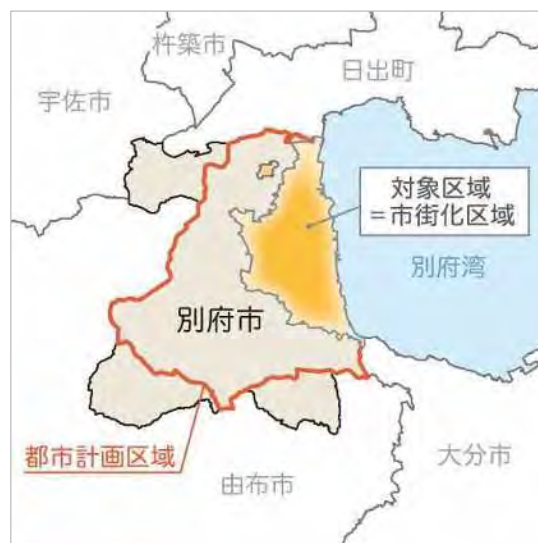 杵築市
日出町
宇佐市
対象区域
＝市街化区域
別府湾
別府市
都市計画区域
大分市
由布市